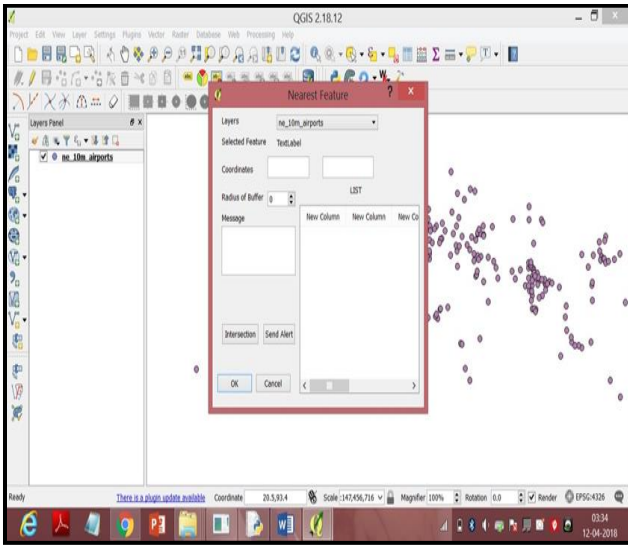 QGIS 2.18.12
Project Edit View Layer Settings Plugins Vector Raster Database Web Processing Help
Nearest Feature
Layers ne_10m_airports
Selected Feature TextLabel
Coordinates
Radius of Buffer 0
LIST
Message
New Column New Column New Co
Intersection Send Alert
OK Cancel
Layers Panel
ne_10m_airports
Ready There is a plugin update available Coordinate 20.5,93.4 Scale :147,456,716 Magnifier 100% Rotation 0.0 Render EPSG:4326
03:34
12-04-2018